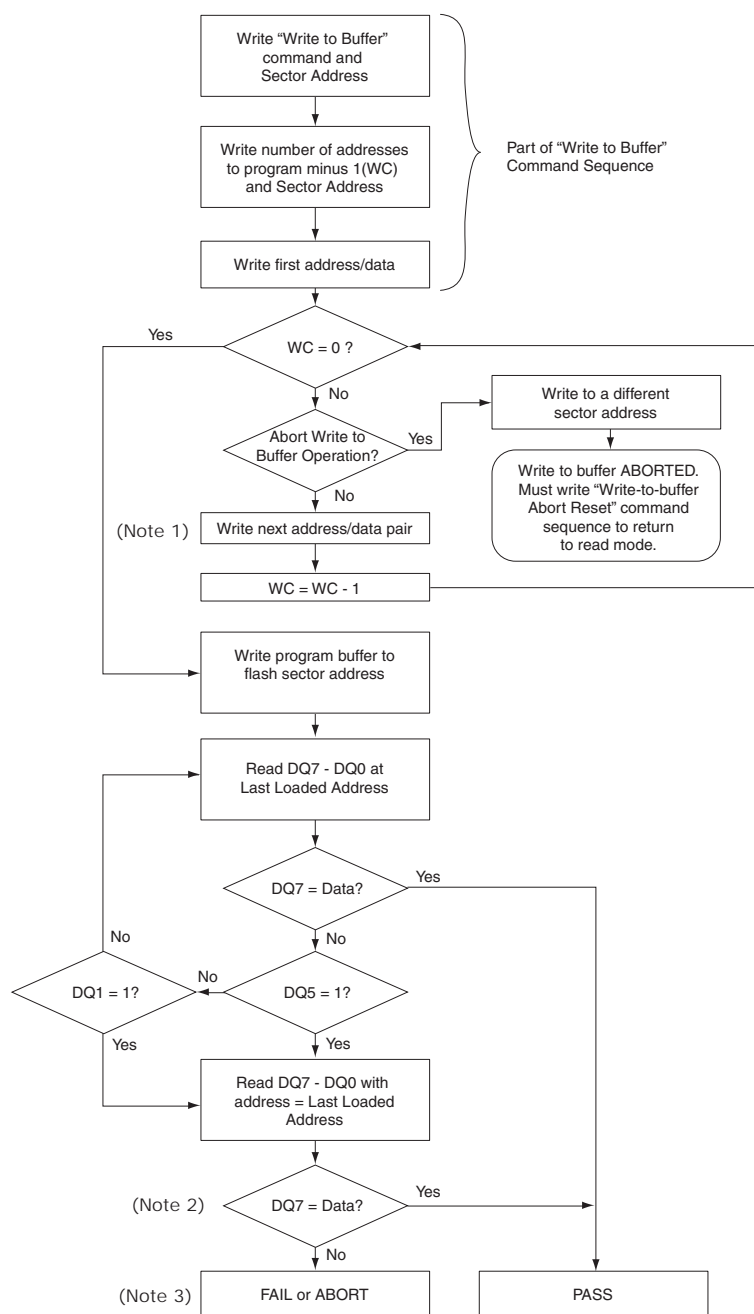 Write “Write to Buffer”
command and
Sector Address
Write number of addresses
to program minus 1(WC)
and Sector Address
Part of “Write to Buffer”
Command Sequence
Write first address/data
Yes
WC = 0 ?
No
Write to a different
sector address
Abort Write to
Buffer Operation?
Yes
No
Write to buffer ABORTED.
Must write “Write-to-buffer
Abort Reset” command
sequence to return
to read mode.
(Note 1)
Write next address/data pair
WC = WC - 1
Write program buffer to
flash sector address
Read DQ7 - DQ0 at
Last Loaded Address
DQ7 = Data?
Yes
No
No
No
DQ1 = 1?
DQ5 = 1?
Yes
Yes
Read DQ7 - DQ0 with
address = Last Loaded
Address
(Note 2)
DQ7 = Data?
Yes
No
(Note 3)
FAIL or ABORT
PASS